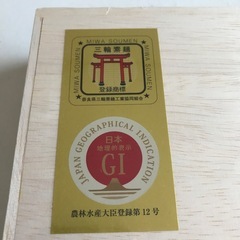 MIWA SOUMEN
MIWA SOUMEN
MIWA SOUMEN
MIWA SOUMEN
三輪素麺
登録商標
奈良県三輪素麺工業協同組合
JAPAN GEOGRAPHICAL INDICATION
日本
地理的表示
GI
農林水産大臣登録第12号